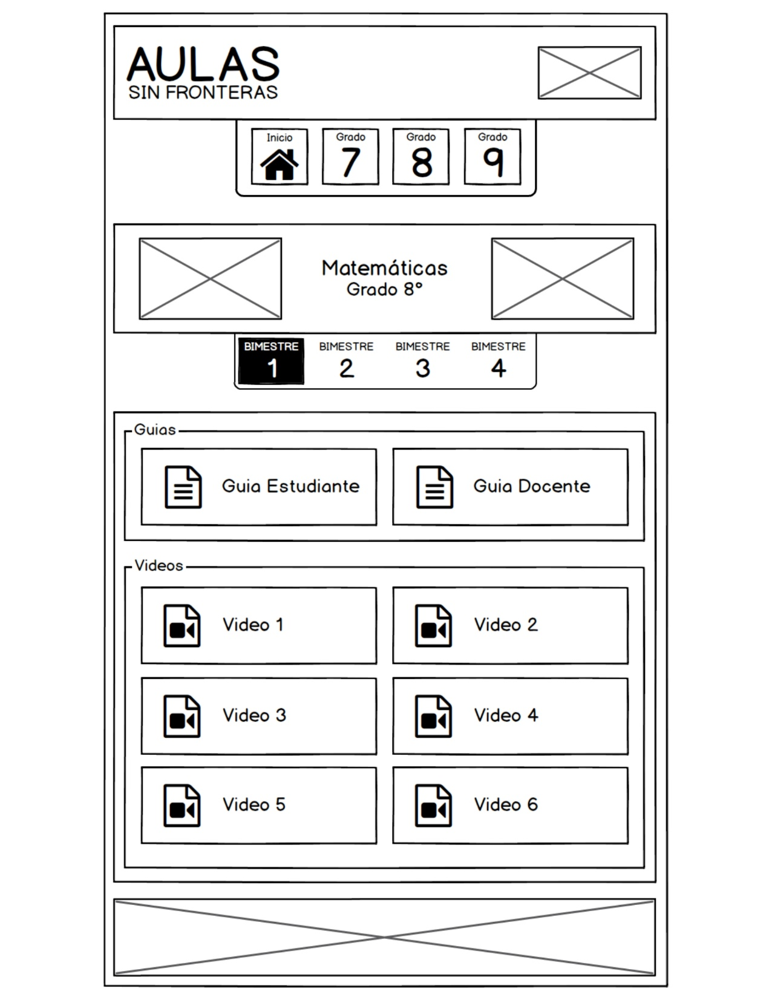 AULAS
SIN FRONTERAS
Inicio
Grado
7
Grado
8
Grado
9
Matemáticas
Grado 8°
BIMESTRE
1
BIMESTRE
2
BIMESTRE
3
BIMESTRE
4
Guias
Guia Estudiante
Guia Docente
Videos
Video 1
Video 2
Video 3
Video 4
Video 5
Video 6